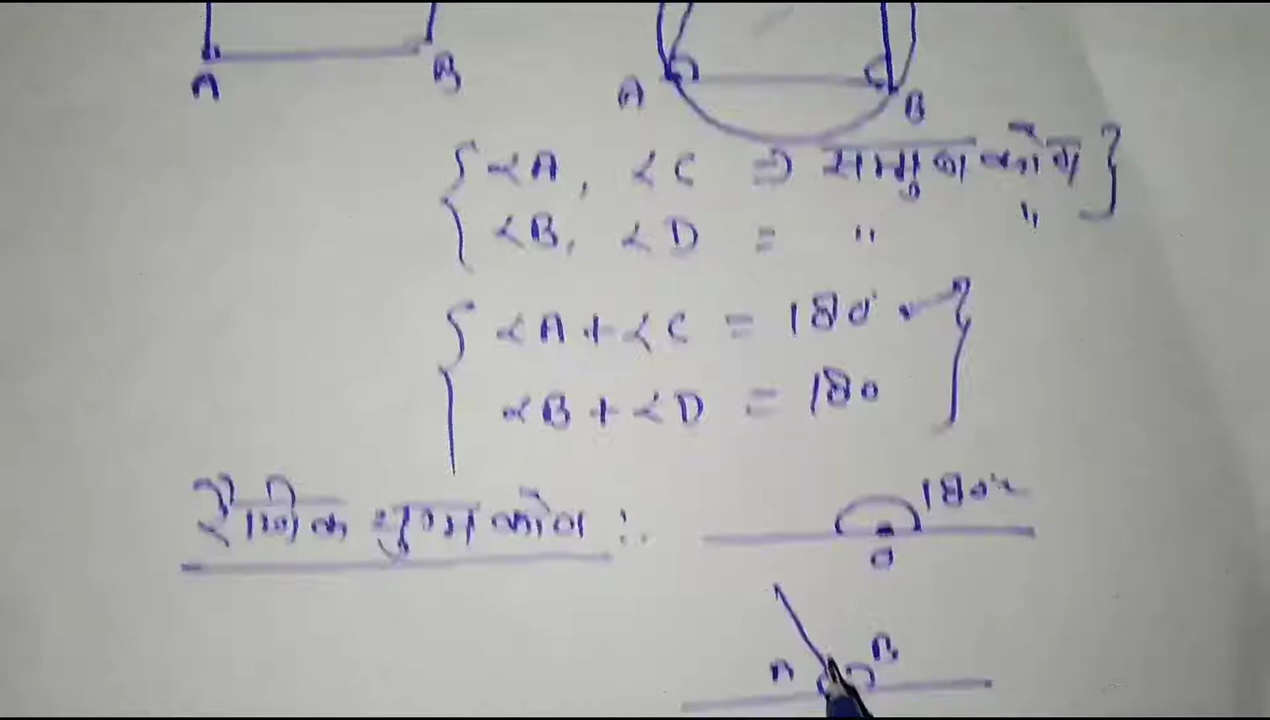 A B A B
∠A, ∠C ⇒ सम्मुख कोण
∠B, ∠D = " "
∠A + ∠C = 180° ✓
∠B + ∠D = 180
रैखिक युग्म कोण :. 180°
O
A B